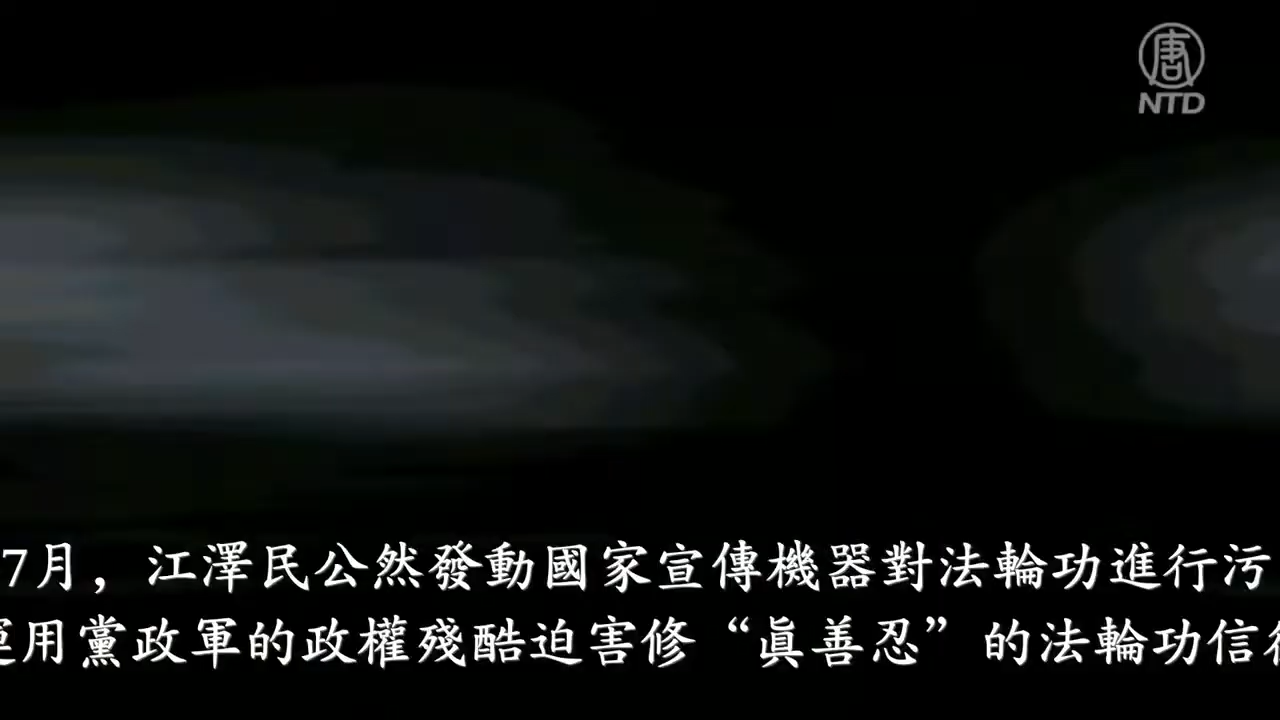 唐
NTD
7月，江澤民公然發動國家宣傳機器對法輪功進行污
運用黨政軍的政權殘酷迫害修“眞善忍”的法輪功信